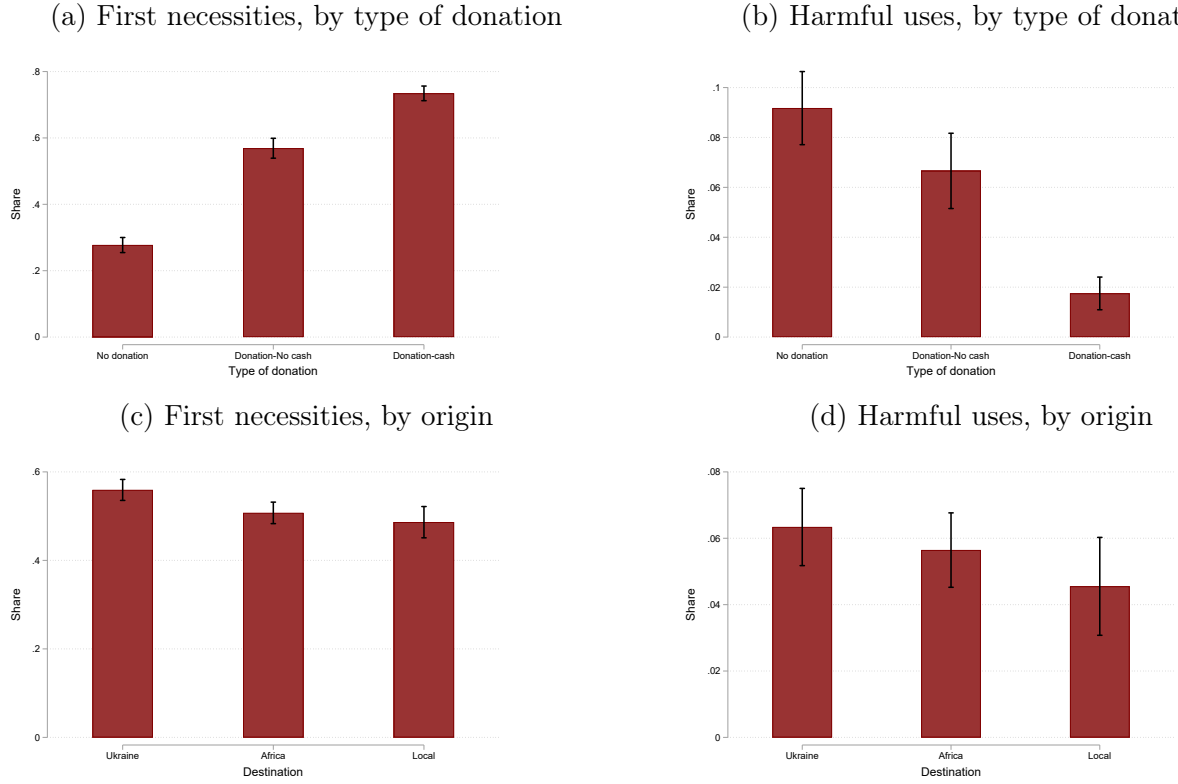 (a) First necessities, by type of donation
(b) Harmful uses, by type of donat
.8
.6
.4
.2
0
Share
No donation
Donation-No cash
Donation-cash
Type of donation
.1
.08
.06
.04
.02
0
Share
No donation
Donation-No cash
Donation-cash
Type of donation
(c) First necessities, by origin
(d) Harmful uses, by origin
.6
.4
.2
0
Share
Ukraine
Africa
Local
Destination
.08
.06
.04
.02
0
Share
Ukraine
Africa
Local
Destination